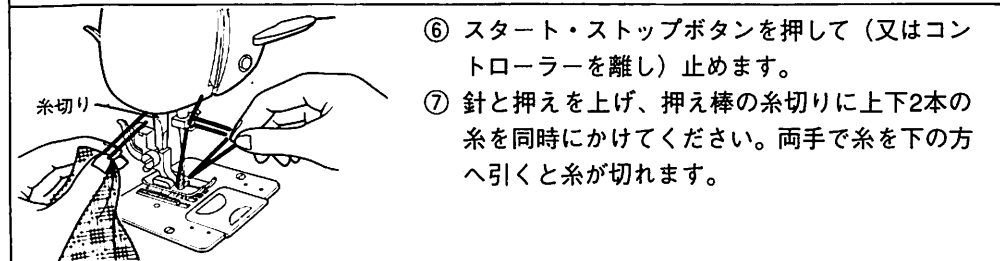 糸切り
⑥ スタート・ストップボタンを押して（又はコン
トローラーを離し）止めます。
⑦ 針と押えを上げ、押え棒の糸切りに上下2本の
糸を同時にかけてください。両手で糸を下の方
へ引くと糸が切れます。